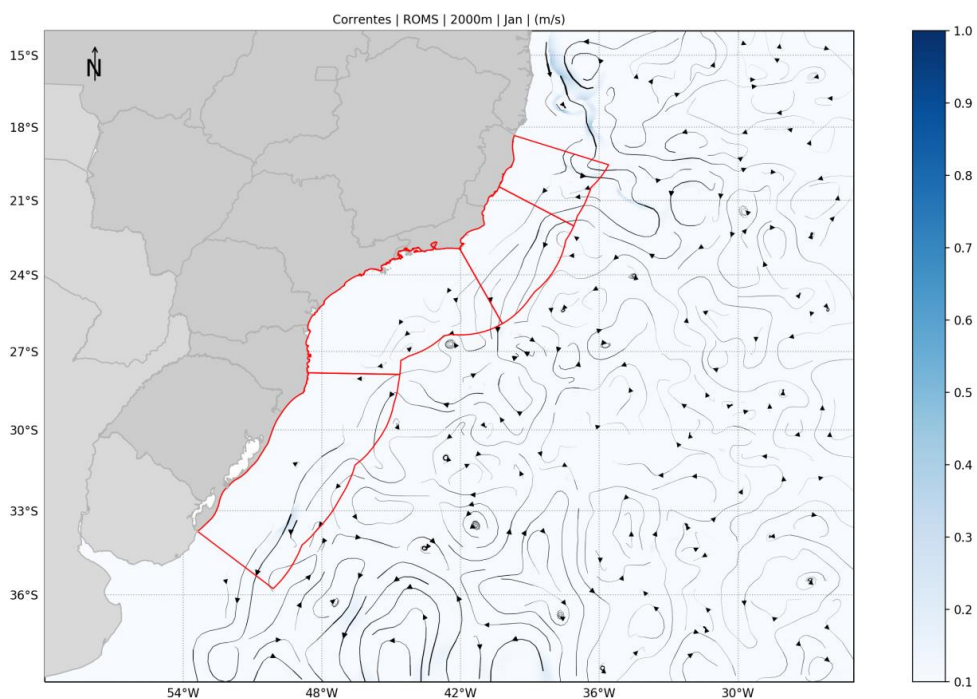 Correntes | ROMS | 2000m | Jan | (m/s)
N
15°S
18°S
21°S
24°S
27°S
30°S
33°S
36°S
54°W
48°W
42°W
36°W
30°W
1.0
0.9
0.8
0.7
0.6
0.5
0.4
0.3
0.2
0.1